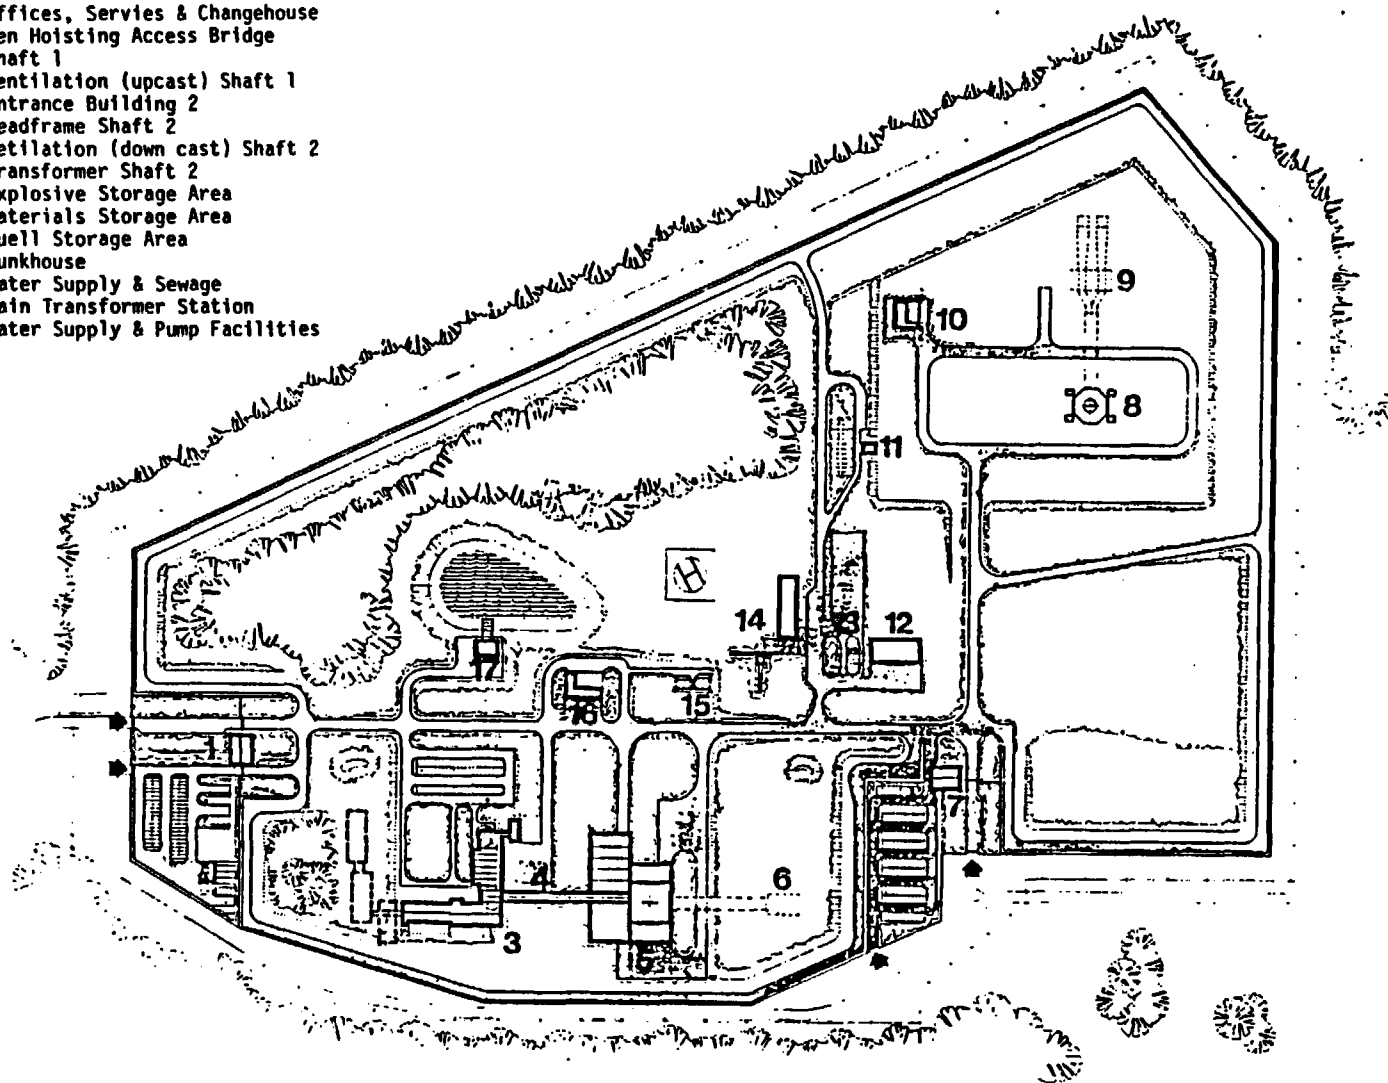 ffices, Servies & Changehouse
en Hoisting Access Bridge
haft 1
entilation (upcast) Shaft 1
ntrance Building 2
eadframe Shaft 2
etilation (down cast) Shaft 2
ransformer Shaft 2
xplosive Storage Area
aterials Storage Area
uell Storage Area
unkhouse
ater Supply & Sewage
ain Transformer Station
ater Supply & Pump Facilities
9
10
8
11
H
14
13
12
17
16
15
1
7
2
4
6
3
5